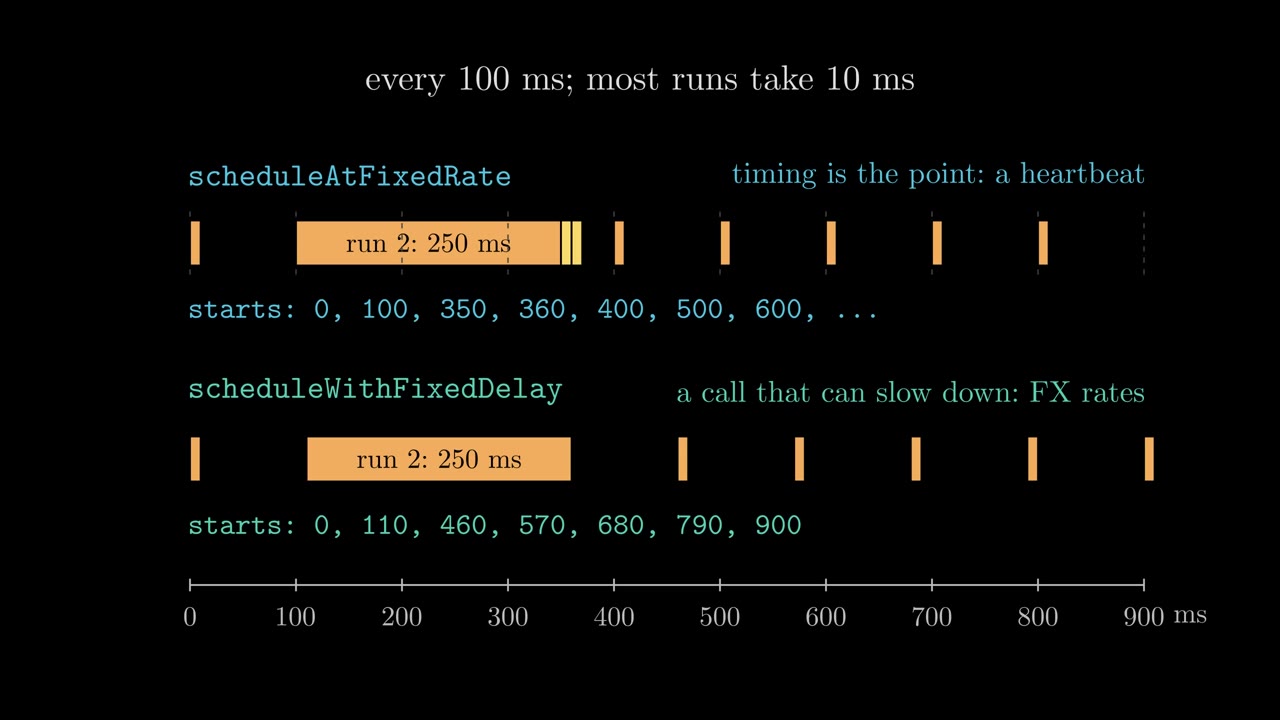 every 100 ms; most runs take 10 ms
scheduleAtFixedRate
timing is the point: a heartbeat
run 2: 250 ms
starts: 0, 100, 350, 360, 400, 500, 600, ...
scheduleWithFixedDelay
a call that can slow down: FX rates
run 2: 250 ms
starts: 0, 110, 460, 570, 680, 790, 900
0 100 200 300 400 500 600 700 800 900 ms